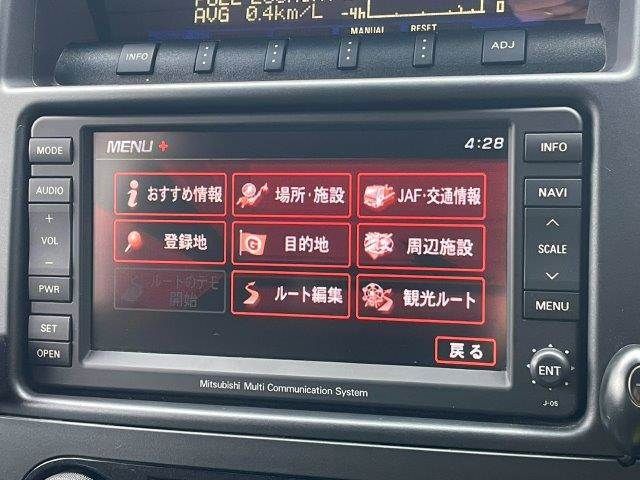 AVG 0.4km/L -4h 0
MANUAL RESET
INFO ADJ
MODE MENU 4:28 INFO
AUDIO おすすめ情報 場所・施設 JAF・交通情報 NAVI
+
VOL 登録地 目的地 周辺施設 SCALE
−
PWR ルートのデモ開始 ルート編集 観光ルート MENU
SET
OPEN 戻る ENT
Mitsubishi Multi Communication System J-05